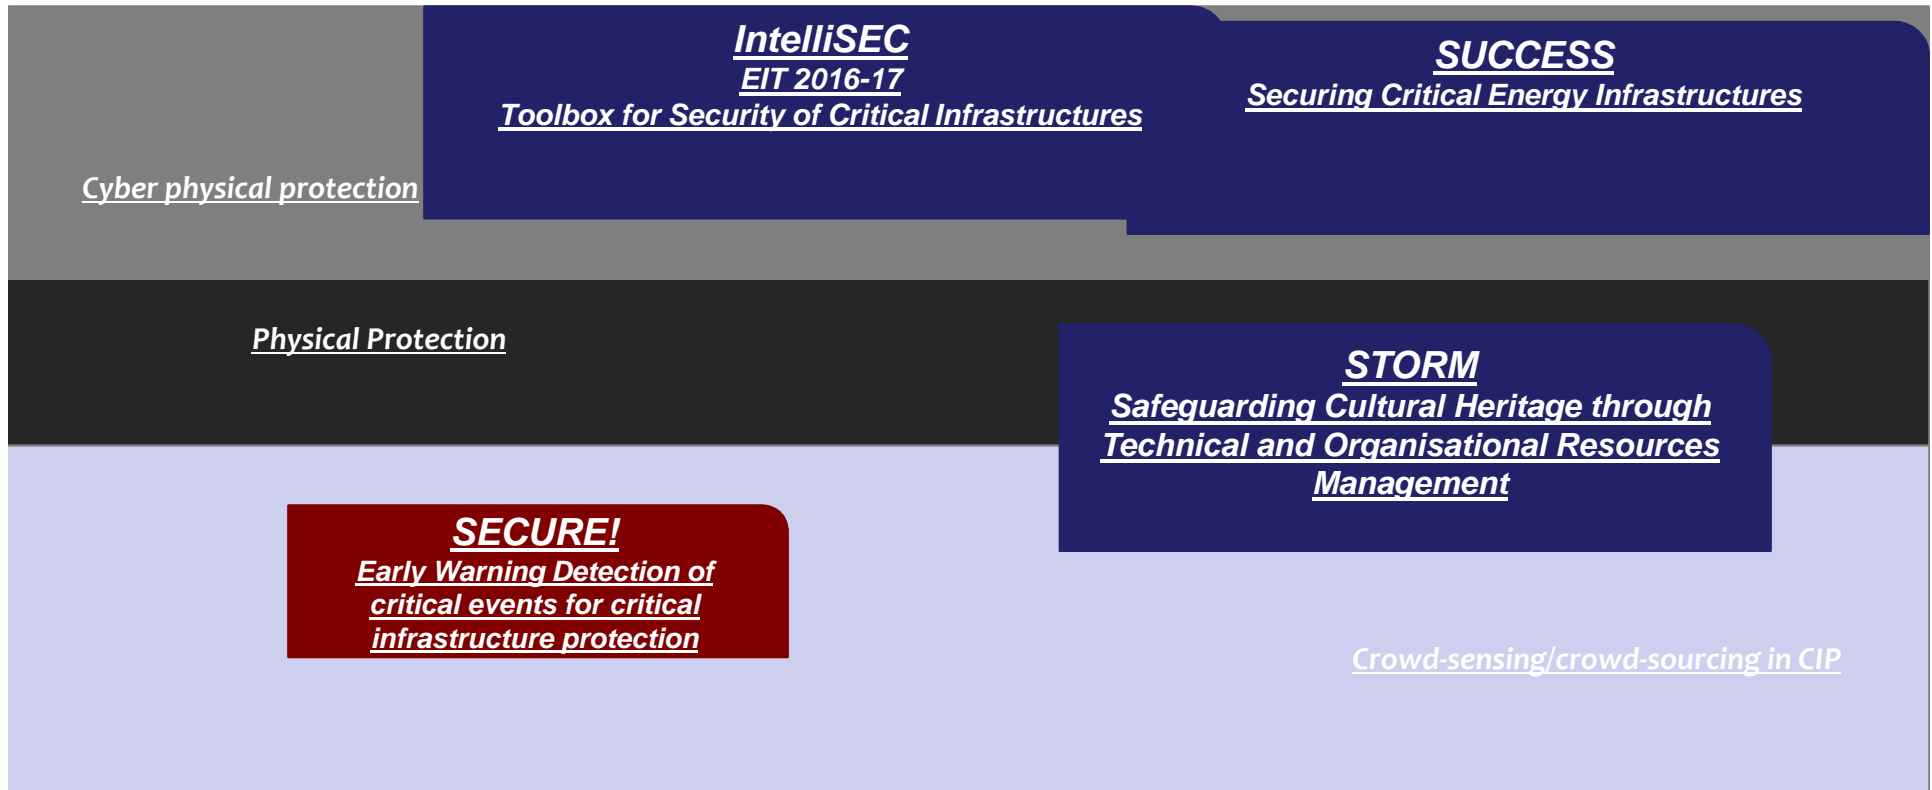 IntelliSEC
EIT 2016-17
Toolbox for Security of Critical Infrastructures
SUCCESS
Securing Critical Energy Infrastructures
Cyber physical protection
Physical Protection
STORM
Safeguarding Cultural Heritage through
Technical and Organisational Resources
Management
SECURE!
Early Warning Detection of
critical events for critical
infrastructure protection
Crowd-sensing/crowd-sourcing in CIP